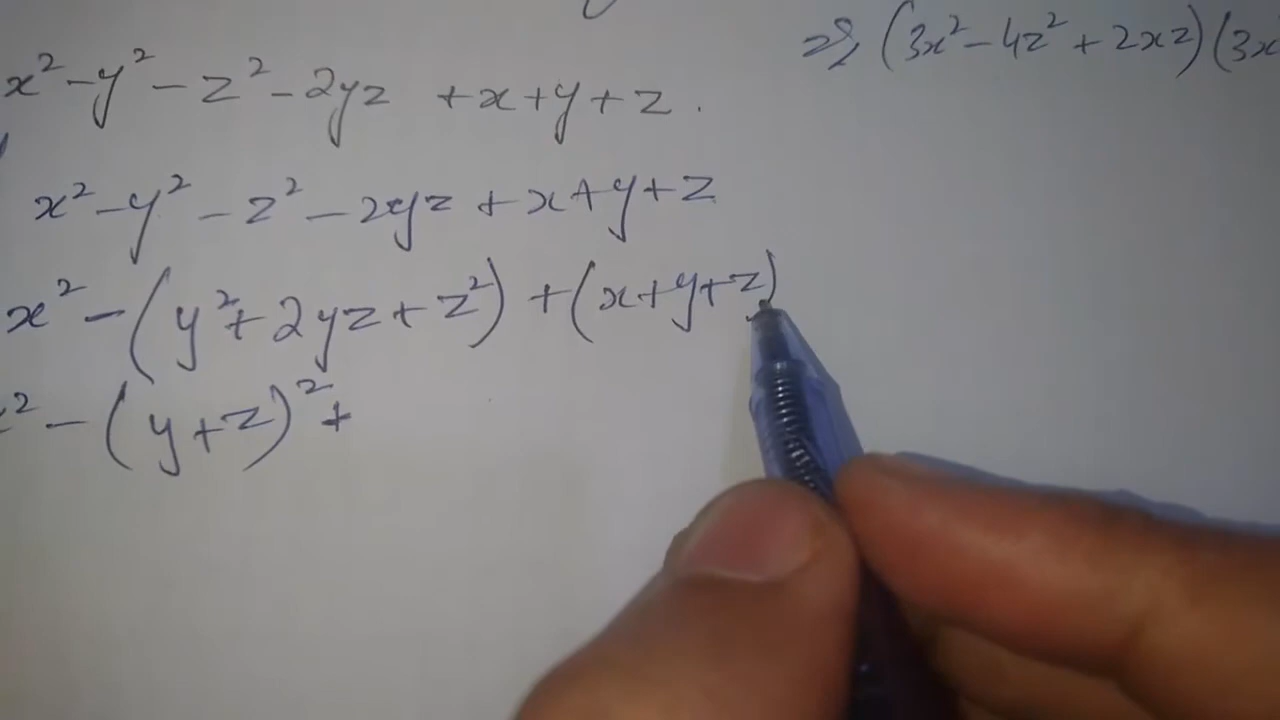 x² - y² - z² - 2yz + x + y + z .
x² - y² - z² - 2yz + x + y + z
x² - (y² + 2yz + z²) + (x + y + z)
² - (y + z)² +
(3x² - 4z² + 2xz) (3x